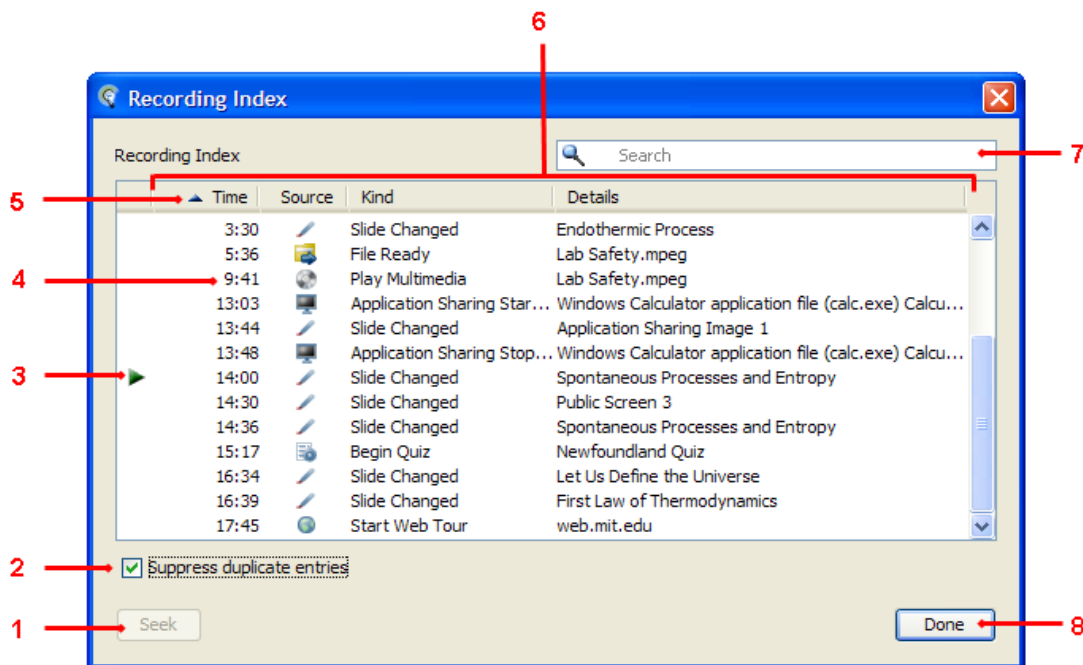 6
Recording Index
Recording Index Search 7
5 Time Source Kind Details
3:30 Slide Changed Endothermic Process
5:36 File Ready Lab Safety.mpeg
4 9:41 Play Multimedia Lab Safety.mpeg
13:03 Application Sharing Star... Windows Calculator application file (calc.exe) Calcu...
13:44 Slide Changed Application Sharing Image 1
13:48 Application Sharing Stop... Windows Calculator application file (calc.exe) Calcu...
3 14:00 Slide Changed Spontaneous Processes and Entropy
14:30 Slide Changed Public Screen 3
14:36 Slide Changed Spontaneous Processes and Entropy
15:17 Begin Quiz Newfoundland Quiz
16:34 Slide Changed Let Us Define the Universe
16:39 Slide Changed First Law of Thermodynamics
17:45 Start Web Tour web.mit.edu
2 Suppress duplicate entries
1 Seek Done 8